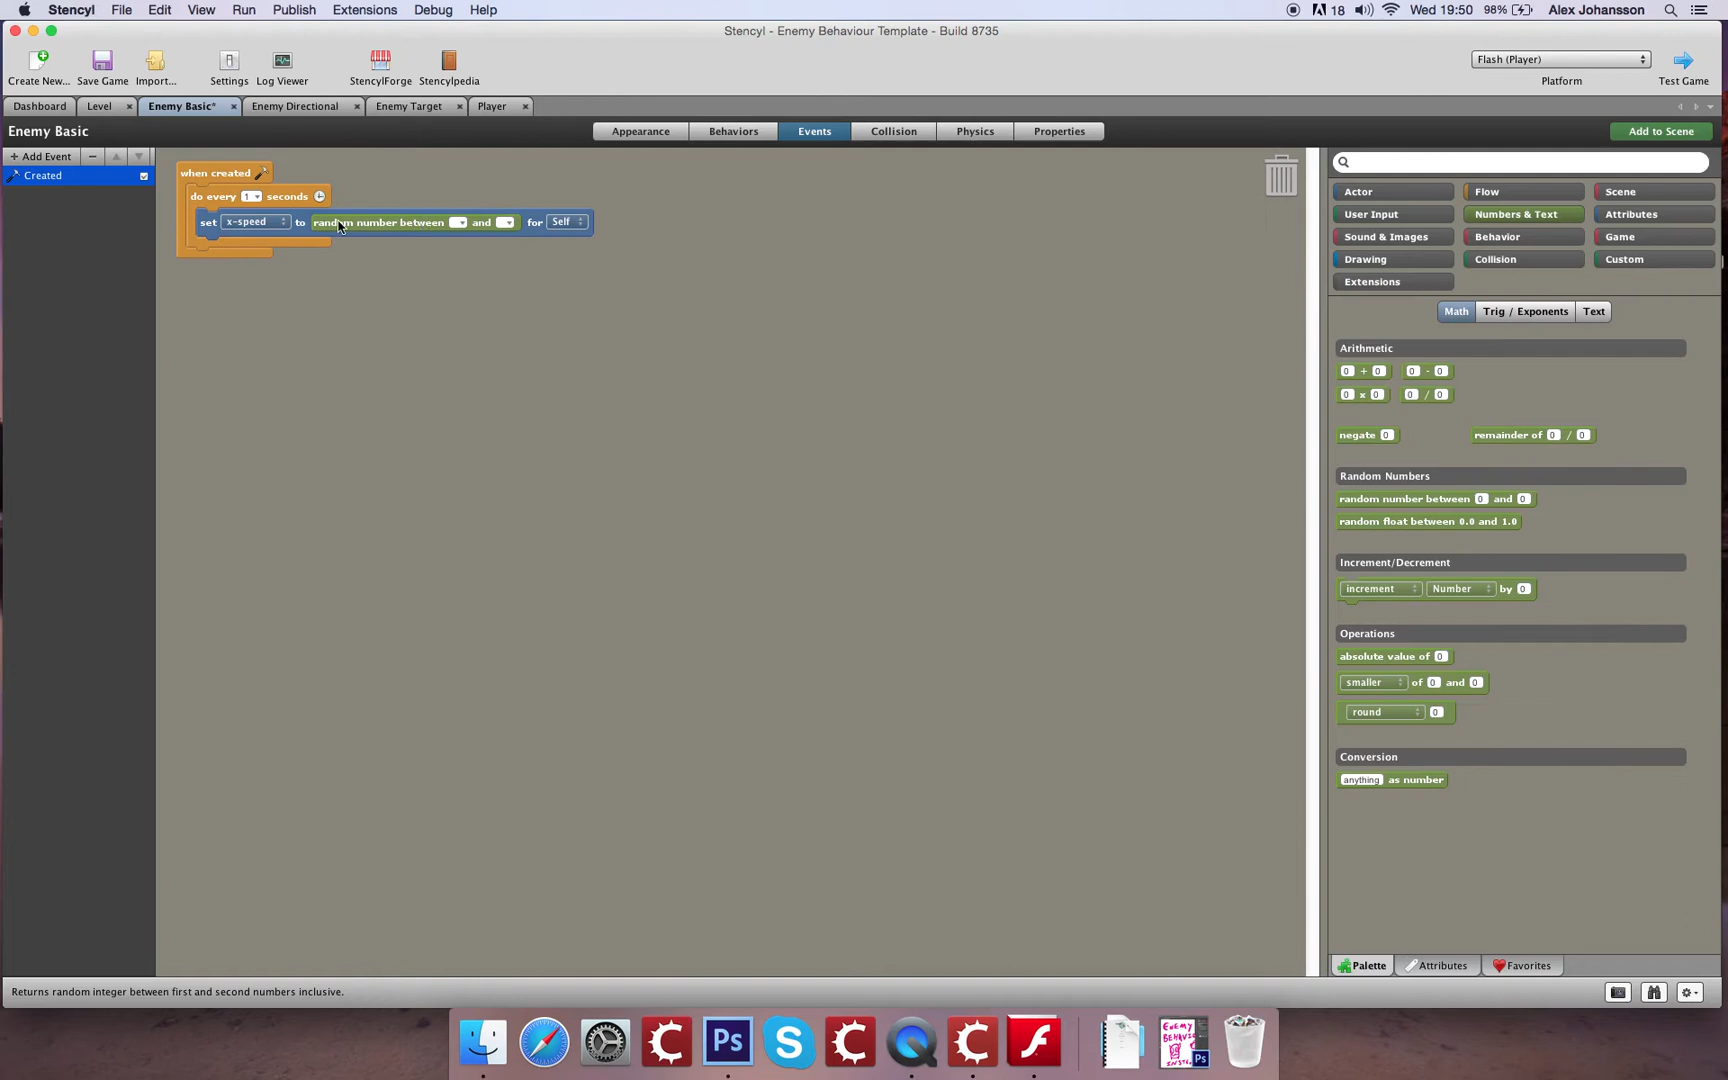 Stencyl File Edit View Run Publish Extensions Debug Help 18 Wed 19:50 98% Alex Johansson
Stencyl - Enemy Behaviour Template - Build 8735
Create New... Save Game Import... Settings Log Viewer StencylForge Stencylpedia Flash (Player) Platform Test Game
Dashboard Level Enemy Basic* Enemy Directional Enemy Target Player
Enemy Basic Appearance Behaviors Events Collision Physics Properties Add to Scene
+ Add Event
Created
when created
do every 1 seconds
set x-speed to random number between and for Self
Actor Flow Scene
User Input Numbers & Text Attributes
Sound & Images Behavior Game
Drawing Collision Custom
Extensions
Math Trig / Exponents Text
Arithmetic
0 + 0 0 - 0
0 x 0 0 / 0
negate 0 remainder of 0 / 0
Random Numbers
random number between 0 and 0
random float between 0.0 and 1.0
Increment/Decrement
increment Number by 0
Operations
absolute value of 0
smaller of 0 and 0
round 0
Conversion
anything as number
Palette Attributes Favorites
Returns random integer between first and second numbers inclusive.
Ps
ENEMY